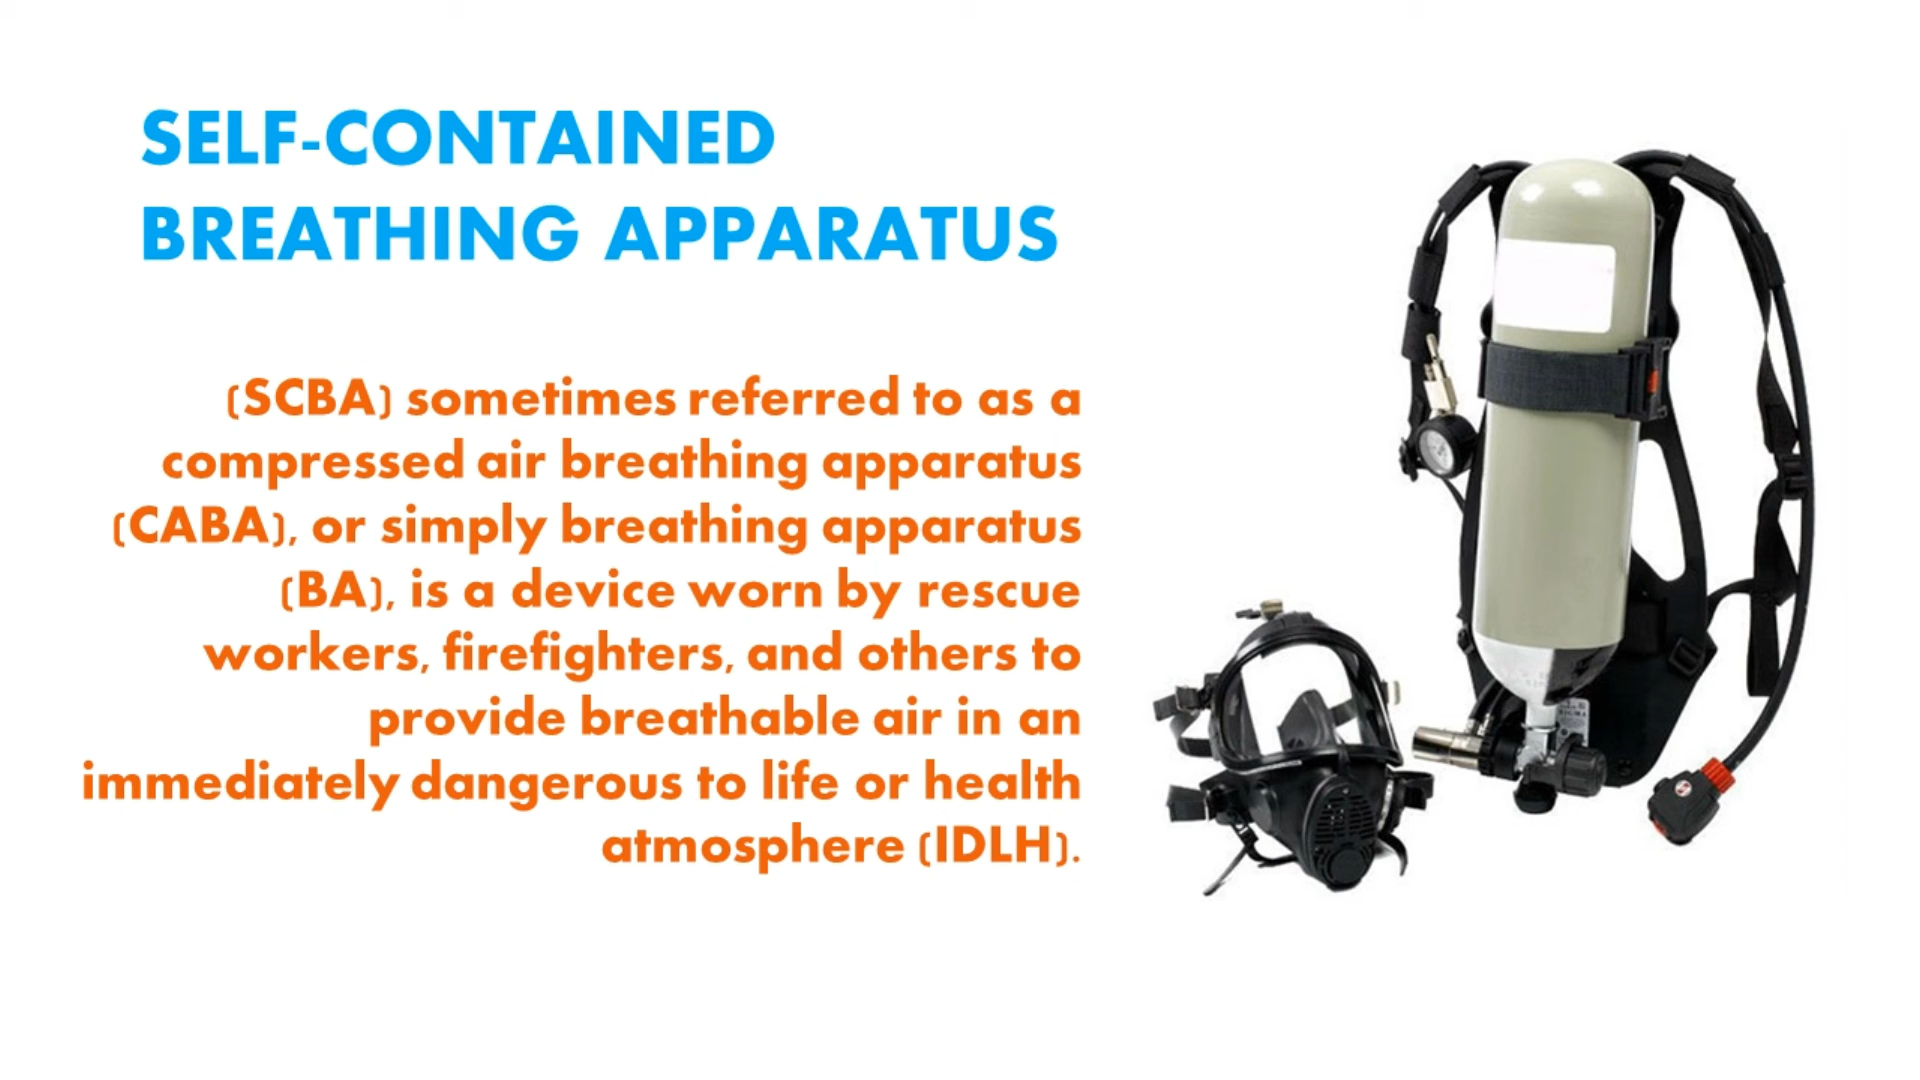 SELF-CONTAINED
BREATHING APPARATUS
(SCBA) sometimes referred to as a
compressed air breathing apparatus
(CABA), or simply breathing apparatus
(BA), is a device worn by rescue
workers, firefighters, and others to
provide breathable air in an
immediately dangerous to life or health
atmosphere (IDLH).